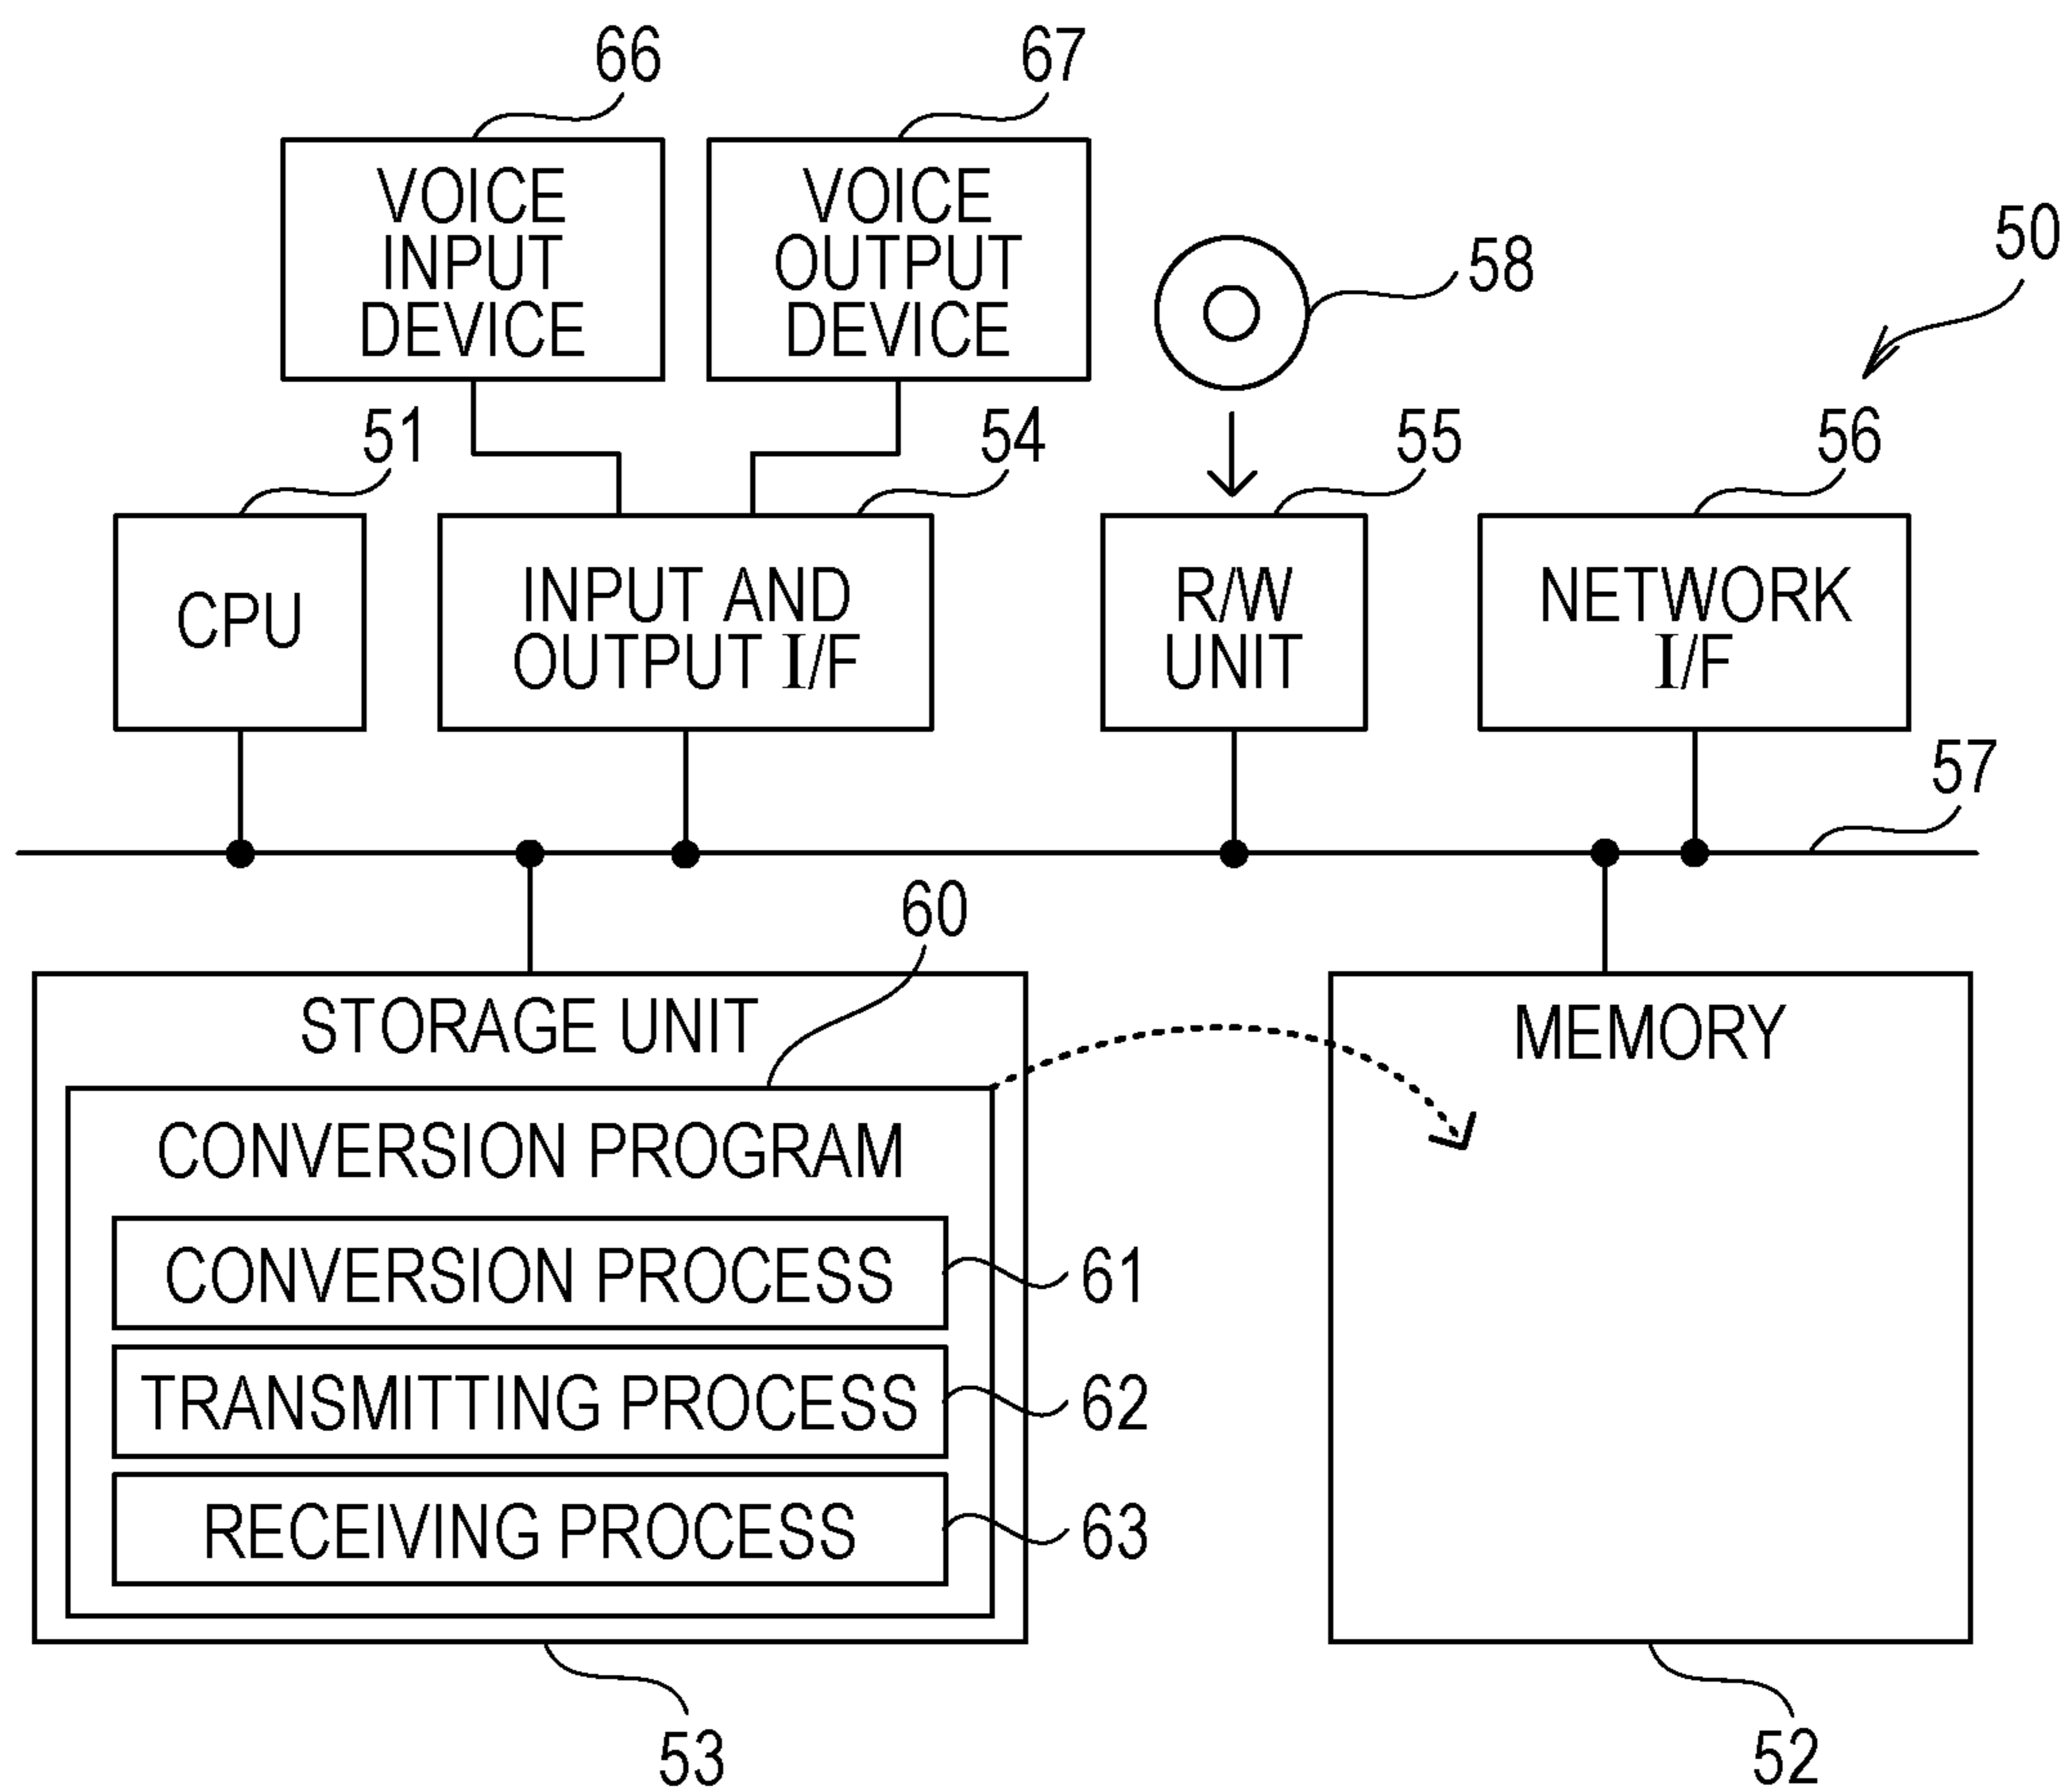 66
67
VOICE
INPUT
DEVICE
VOICE
OUTPUT
DEVICE
58
50
51
54
55
56
CPU
INPUT AND
OUTPUT I/F
R/W
UNIT
NETWORK
I/F
57
60
STORAGE UNIT
MEMORY
CONVERSION PROGRAM
CONVERSION PROCESS
61
TRANSMITTING PROCESS
62
RECEIVING PROCESS
63
53
52